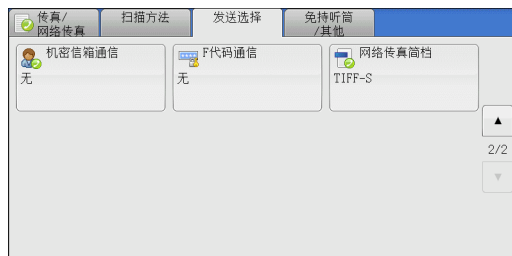 传真/
网络传真
扫描方法
发送选择
免持听筒
/其他
机密信箱通信
无
F代码通信
无
网络传真简档
TIFF-S
▲
2/2
▼